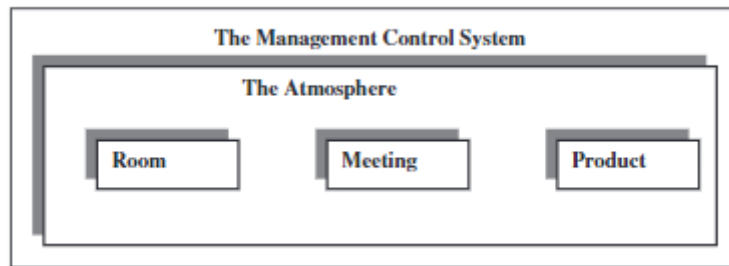 The Management Control System
The Atmosphere
Room Meeting Product